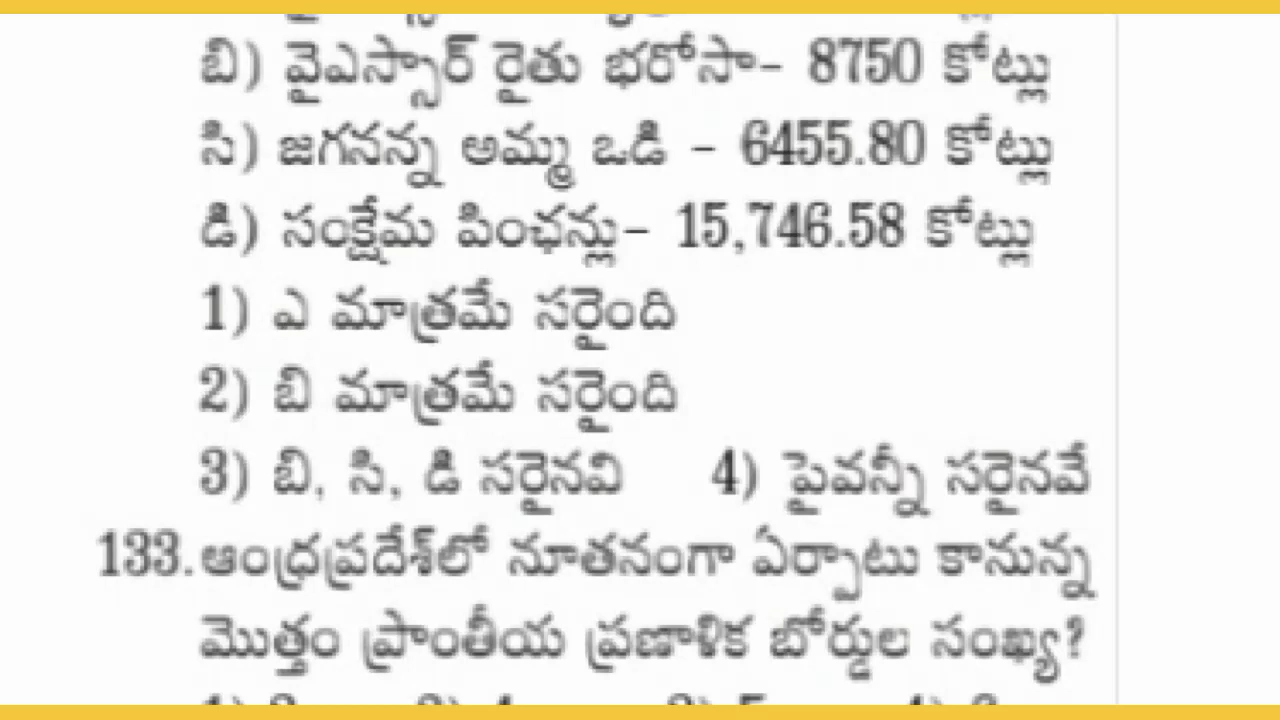 బి) వైఎస్సార్ రైతు భరోసా- 8750 కోట్లు
సి) జగనన్న అమ్మ ఒడి - 6455.80 కోట్లు
డి) సంక్షేమ పింఛన్లు- 15,746.58 కోట్లు
1) ఎ మాత్రమే సరైంది
2) బి మాత్రమే సరైంది
3) బి, సి, డి సరైనవి 4) పైవన్నీ సరైనవే
133. ఆంధ్రప్రదేశ్‌లో నూతనంగా ఏర్పాటు కానున్న
మొత్తం ప్రాంతీయ ప్రణాళిక బోర్డుల సంఖ్య?